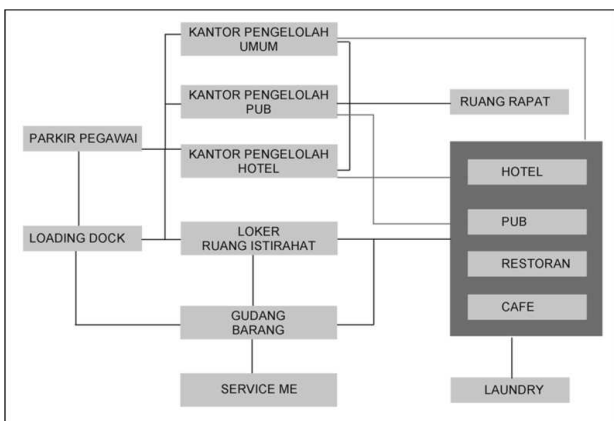 KANTOR PENGELOLAH
UMUM
KANTOR PENGELOLAH
PUB
RUANG RAPAT
PARKIR PEGAWAI
KANTOR PENGELOLAH
HOTEL
HOTEL
PUB
LOADING DOCK
LOKER
RUANG ISTIRAHAT
RESTORAN
CAFE
GUDANG
BARANG
SERVICE ME
LAUNDRY